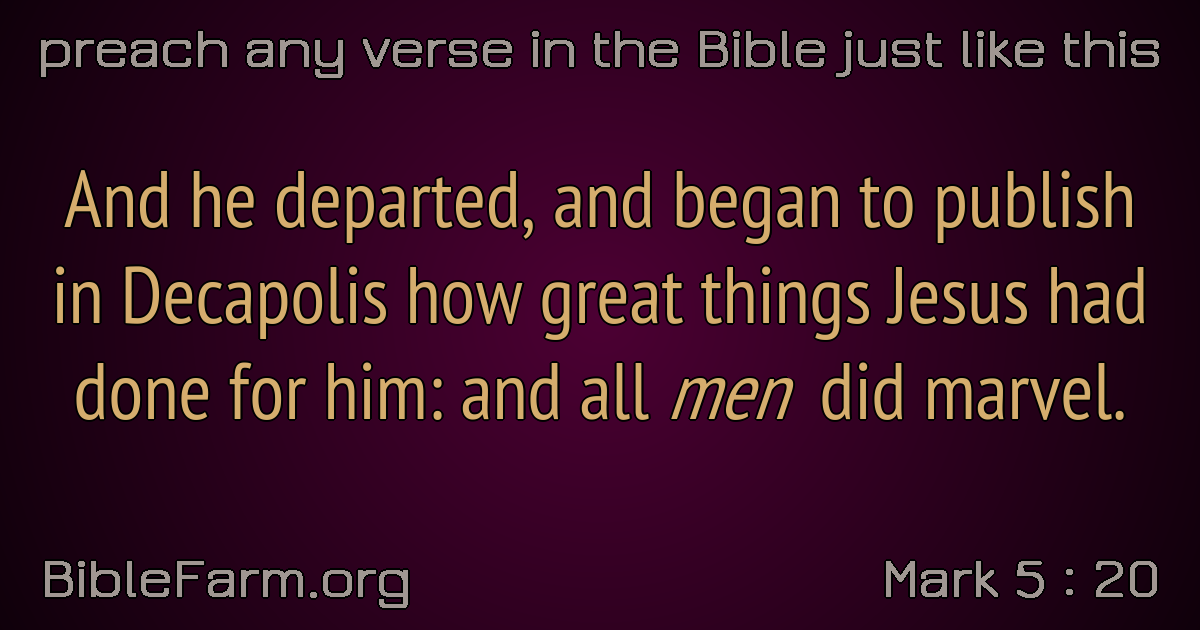 preach any verse in the Bible just like this
And he departed, and began to publish
in Decapolis how great things Jesus had
done for him: and all men did marvel.
BibleFarm.org
Mark 5 : 20